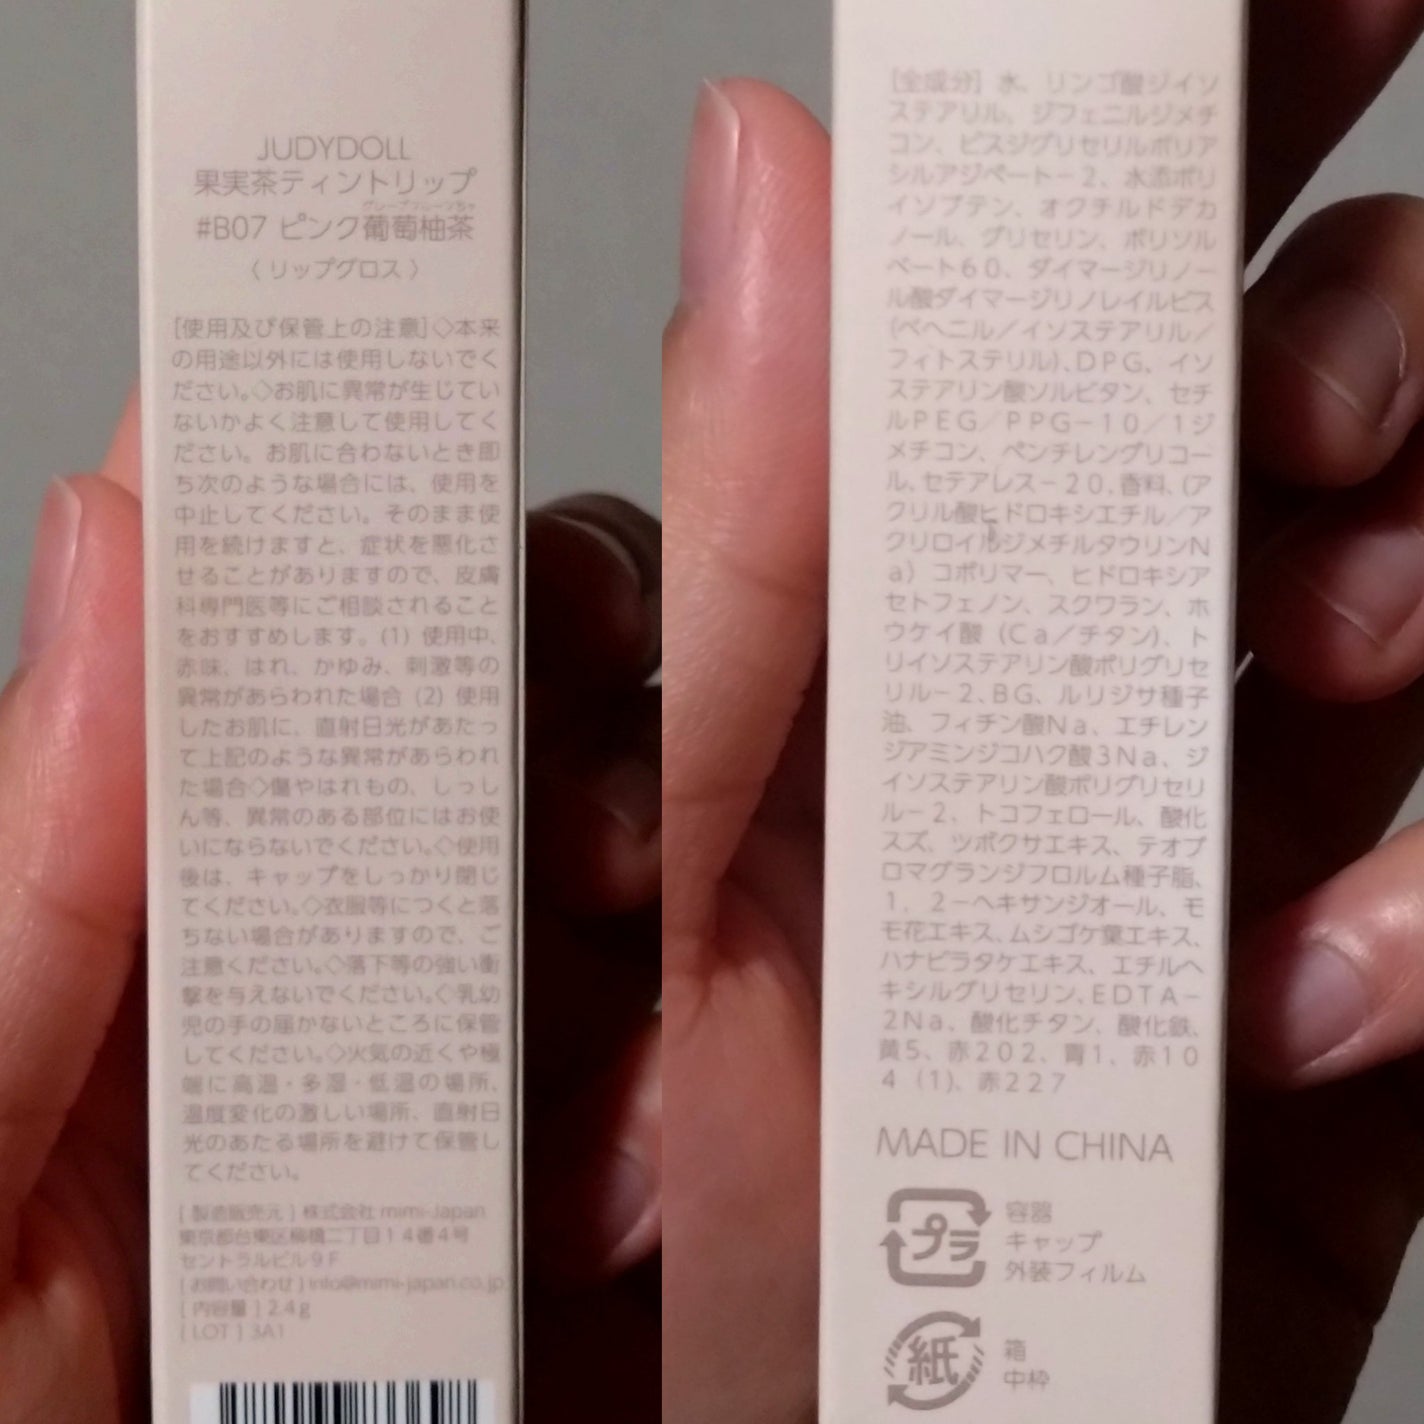 JUDYDOLL
果実茶ティントリップ
グレープフルーツちゃ
#B07 ピンク葡萄柚茶
（リップグロス）
[使用及び保管上の注意]◇本来
の用途以外には使用しないでく
ださい。◇お肌に異常が生じてい
ないかよく注意して使用してく
ださい。お肌に合わないとき即
ち次のような場合には、使用を
中止してください。そのまま使
用を続けますと、症状を悪化さ
せることがありますので、皮膚
科専門医等にご相談されること
をおすすめします。(1) 使用中、
赤味、はれ、かゆみ、刺激等の
異常があらわれた場合 (2) 使用
したお肌に、直射日光があたっ
て上記のような異常があらわれ
た場合◇傷やはれもの、しっし
ん等、異常のある部位にはお使
いにならないでください。◇使用
後は、キャップをしっかり閉じ
てください。◇衣服等につくと落
ちない場合がありますので、ご
注意ください。◇落下等の強い衝
撃を与えないでください。◇乳幼
児の手の届かないところに保管
してください。◇火気の近くや極
端に高温・多湿・低温の場所、
温度変化の激しい場所、直射日
光のあたる場所を避けて保管し
てください。
[ 製造販売元 ] 株式会社 mimi-Japan
東京都台東区柳橋二丁目１４番４号
セントラルビル９Ｆ
[ お問い合わせ ] info@mimi-japan.co.jp
[ 内容量 ] 2.4g
[ LOT ] 3A1
[全成分] 水、リンゴ酸ジイソ
ステアリル、ジフェニルジメチ
コン、ビスジグリセリルポリア
シルアジペート－２、水添ポリ
イソブテン、オクチルドデカ
ノール、グリセリン、ポリソル
ベート６０、ダイマージリノー
ル酸ダイマージリノレイルビス
(ベヘニル／イソステアリル／
フィトステリル)、ＤＰＧ、イソ
ステアリン酸ソルビタン、セチ
ルＰＥＧ／ＰＰＧ－１０／１ジ
メチコン、ペンチレングリコー
ル、セテアレス－２０、香料、(ア
クリル酸ヒドロキシエチル／ア
クリロイルジメチルタウリンＮ
ａ）コポリマー、ヒドロキシア
セトフェノン、スクワラン、ホ
ウケイ酸（Ｃａ／チタン)、ト
リイソステアリン酸ポリグリセ
リル－２、ＢＧ、ルリジサ種子
油、フィチン酸Ｎａ、エチレン
ジアミンジコハク酸３Ｎａ、ジ
イソステアリン酸ポリグリセリ
ル－２、トコフェロール、酸化
スズ、ツボクサエキス、テオブ
ロマグランジフロルム種子脂、
１，２－ヘキサンジオール、モ
モ花エキス、ムシゴケ葉エキス、
ハナビラタケエキス、エチルヘ
キシルグリセリン、ＥＤＴＡ－
２Ｎａ、酸化チタン、酸化鉄、
黄５、赤２０２、青１、赤１０
４（1)、赤２２７
MADE IN CHINA
プラ
容器
キャップ
外装フィルム
紙
箱
中枠